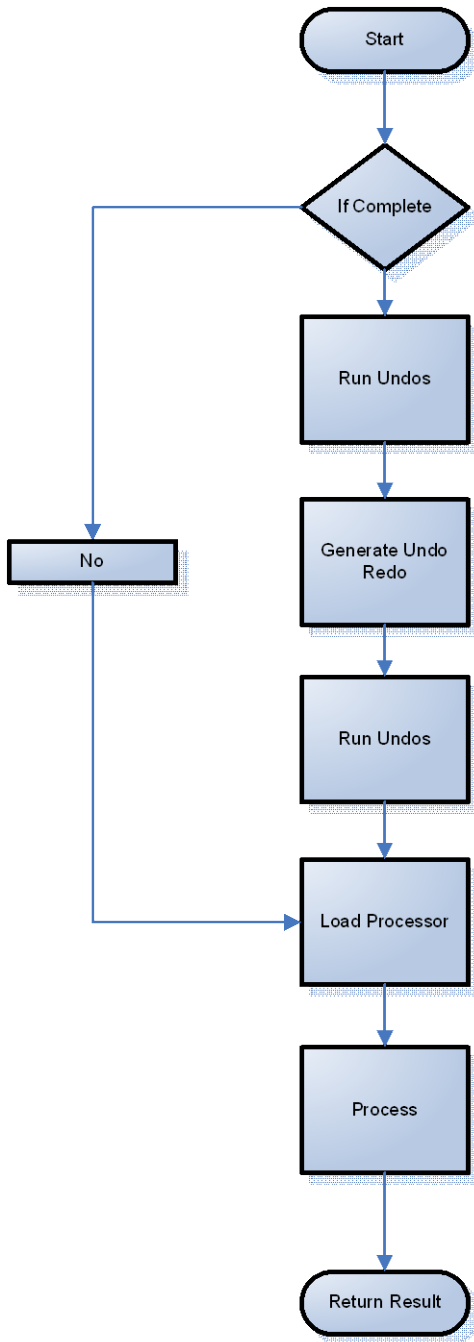 Start
If Complete
Run Undos
Generate Undo
Redo
No
Run Undos
Load Processor
Process
Return Result